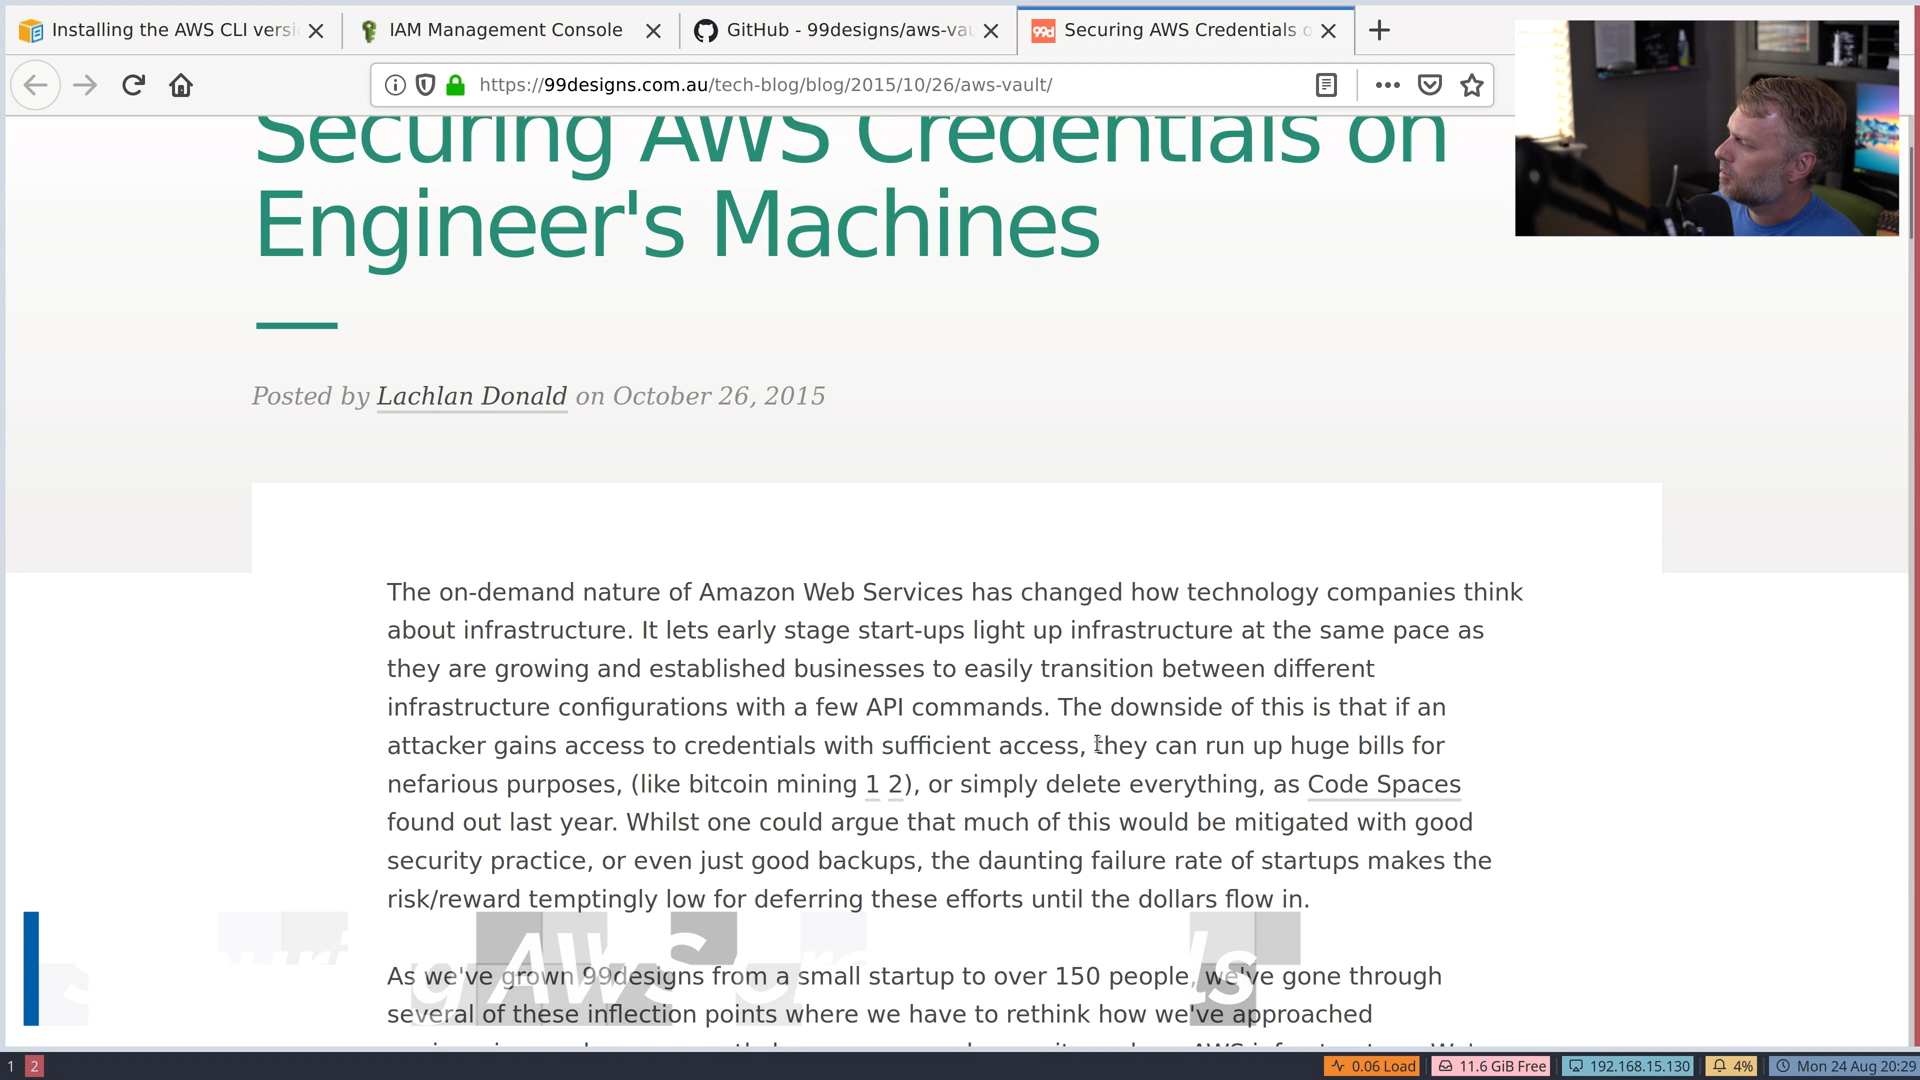 Installing the AWS CLI versi
IAM Management Console
GitHub - 99designs/aws-vau
99d
Securing AWS Credentials o
https://99designs.com.au/tech-blog/blog/2015/10/26/aws-vault/
Securing AWS Credentials on
Engineer's Machines
Posted by Lachlan Donald on October 26, 2015
The on-demand nature of Amazon Web Services has changed how technology companies think
about infrastructure. It lets early stage start-ups light up infrastructure at the same pace as
they are growing and established businesses to easily transition between different
infrastructure configurations with a few API commands. The downside of this is that if an
attacker gains access to credentials with sufficient access, they can run up huge bills for
nefarious purposes, (like bitcoin mining 1 2), or simply delete everything, as Code Spaces
found out last year. Whilst one could argue that much of this would be mitigated with good
security practice, or even just good backups, the daunting failure rate of startups makes the
risk/reward temptingly low for deferring these efforts until the dollars flow in.
AWS
As we've grown 99designs from a small startup to over 150 people, we've gone through
several of these inflection points where we have to rethink how we've approached
1 2
0.06 Load
11.6 GiB Free
192.168.15.130
4%
Mon 24 Aug 20:29